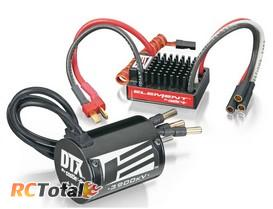 ELEMENT
DTX
3900kV
RCTotal